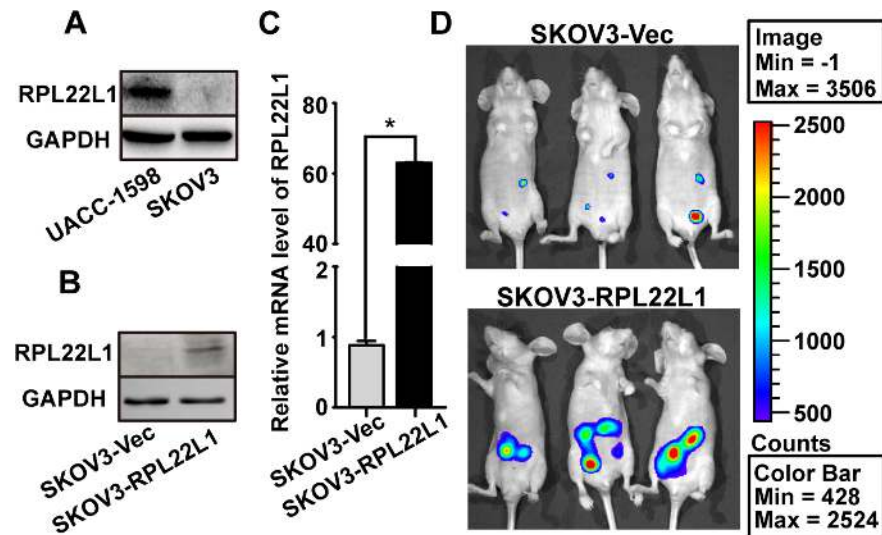 A
RPL22L1
GAPDH
UACC-1598
SKOV3
B
RPL22L1
GAPDH
SKOV3-Vec
SKOV3-RPL22L1
C
Relative mRNA level of RPL22L1
80
60
40
2
1
0
*
SKOV3-Vec
SKOV3-RPL22L1
D
SKOV3-Vec
SKOV3-RPL22L1
Image
Min = -1
Max = 3506
2500
2000
1500
1000
500
Counts
Color Bar
Min = 428
Max = 2524